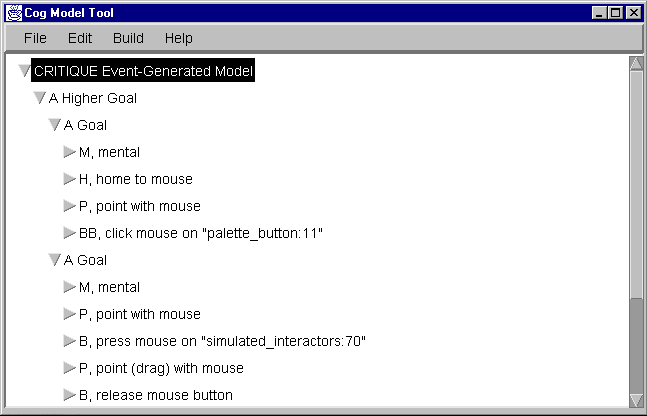 Cog Model Tool
File Edit Build Help
CRITIQUE Event-Generated Model
A Higher Goal
A Goal
M, mental
H, home to mouse
P, point with mouse
BB, click mouse on "palette_button:11"
A Goal
M, mental
P, point with mouse
B, press mouse on "simulated_interactors:70"
P, point (drag) with mouse
B, release mouse button